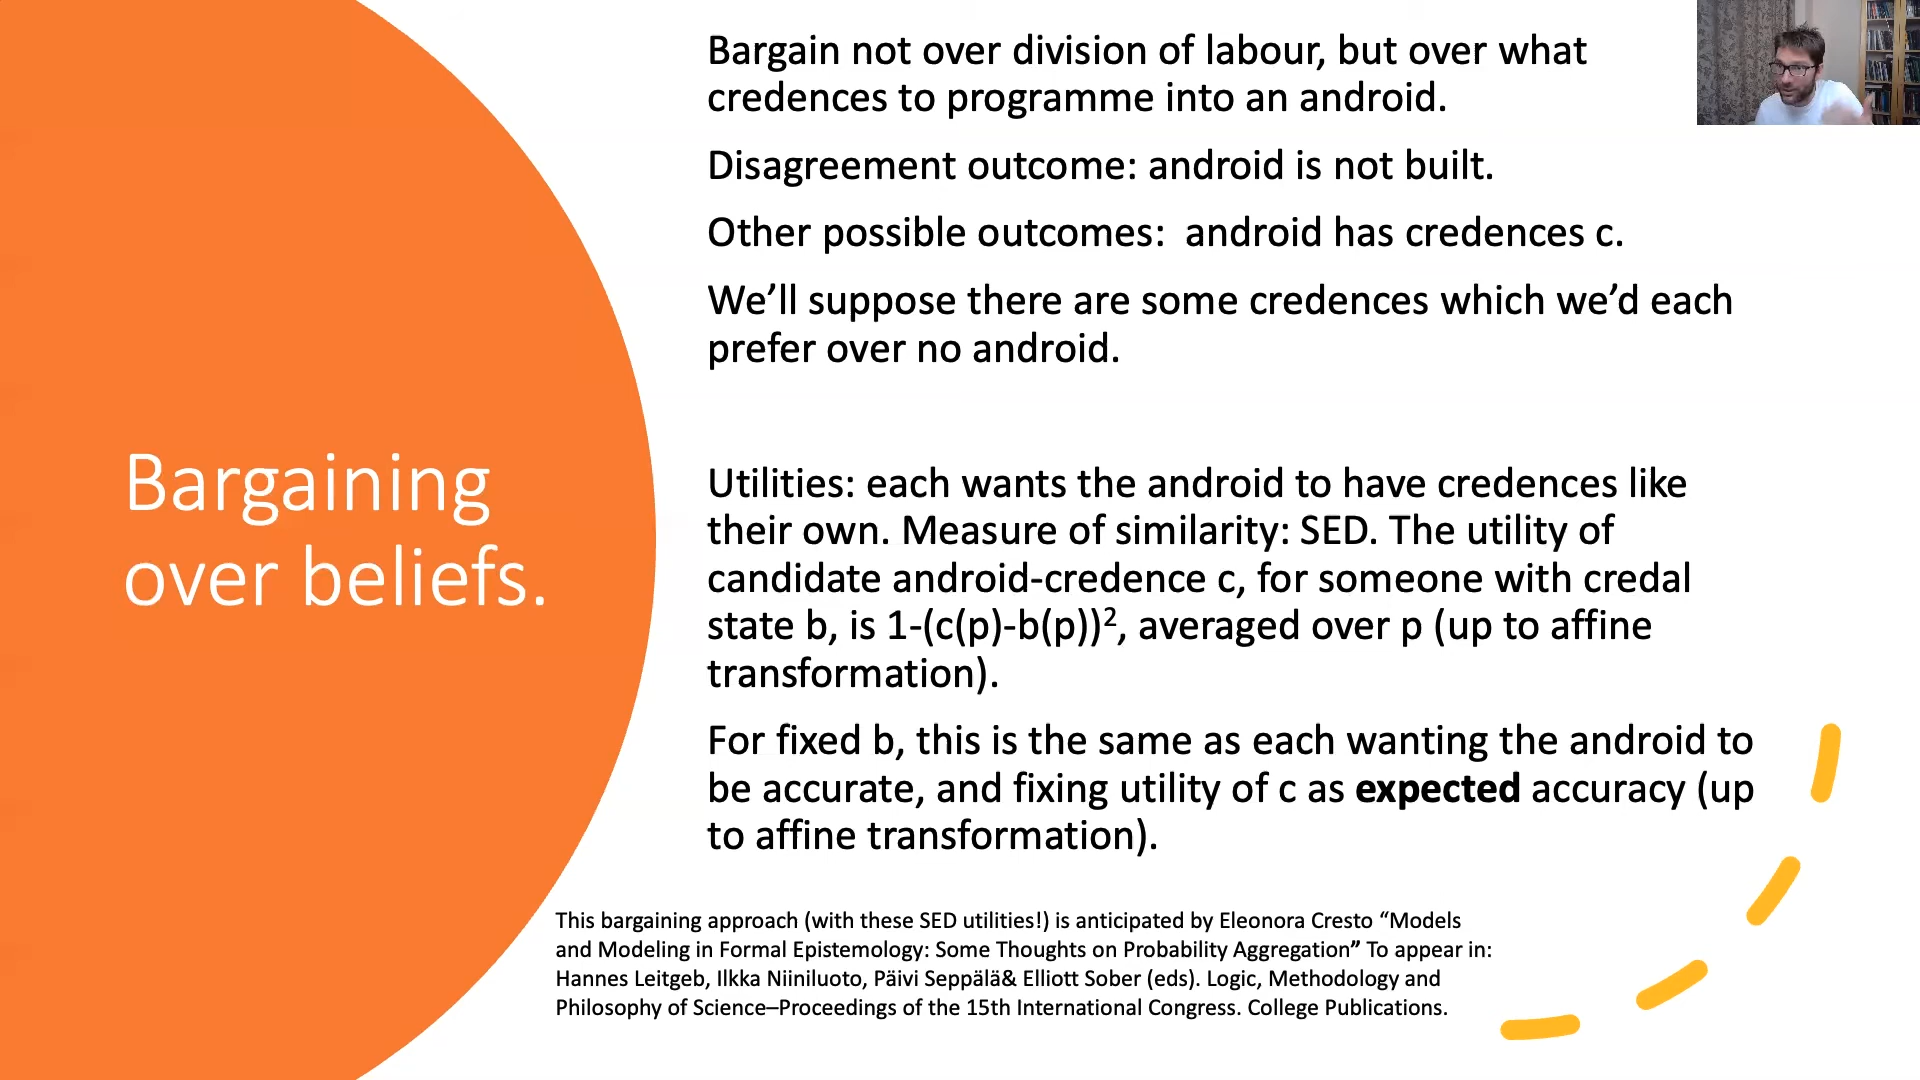 Bargaining
over beliefs.
Bargain not over division of labour, but over what
credences to programme into an android.
Disagreement outcome: android is not built.
Other possible outcomes:  android has credences c.
We’ll suppose there are some credences which we’d each
prefer over no android.
Utilities: each wants the android to have credences like
their own. Measure of similarity: SED. The utility of
candidate android-credence c, for someone with credal
state b, is 1-(c(p)-b(p))², averaged over p (up to affine
transformation).
For fixed b, this is the same as each wanting the android to
be accurate, and fixing utility of c as expected accuracy (up
to affine transformation).
This bargaining approach (with these SED utilities!) is anticipated by Eleonora Cresto “Models
and Modeling in Formal Epistemology: Some Thoughts on Probability Aggregation” To appear in:
Hannes Leitgeb, Ilkka Niiniluoto, Päivi Seppälä& Elliott Sober (eds). Logic, Methodology and
Philosophy of Science–Proceedings of the 15th International Congress. College Publications.